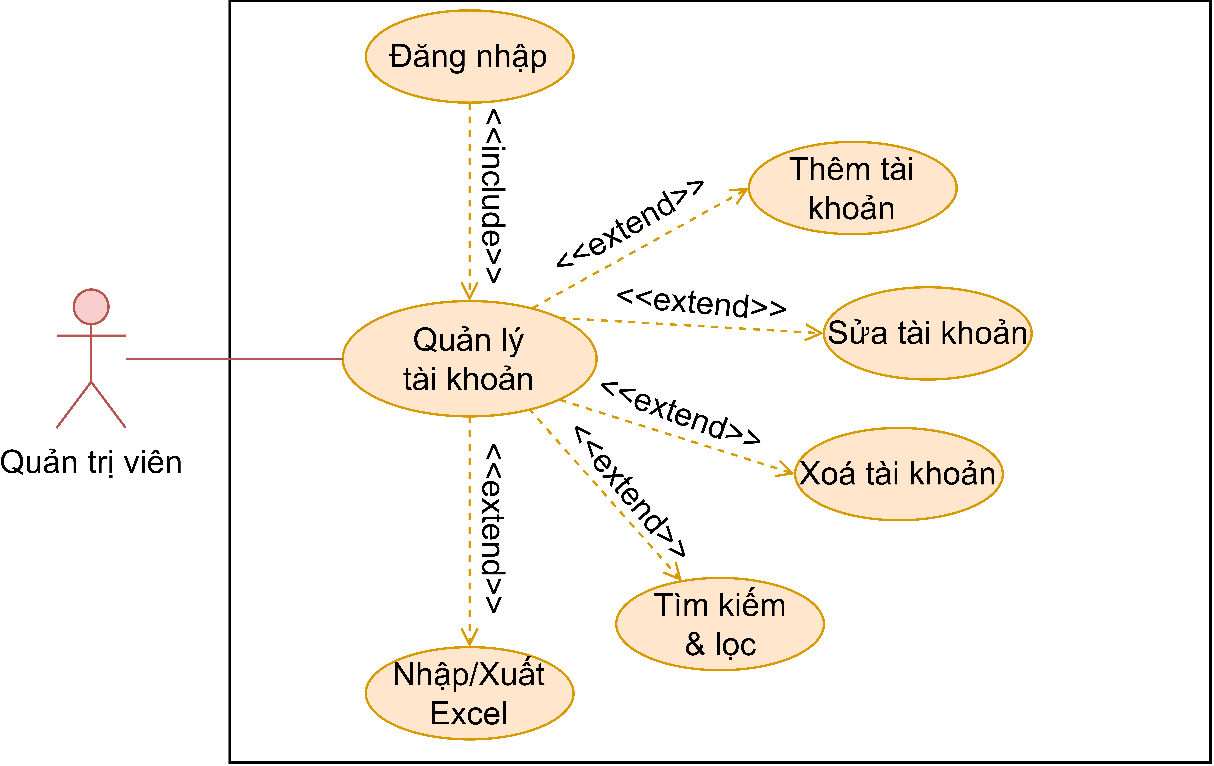 Đăng nhập
<<include>>
Thêm tài
khoản
<<extend>>
<<extend>>
Sửa tài khoản
Quản lý
tài khoản
<<extend>>
Xoá tài khoản
Quản trị viên
<<extend>>
<<extend>>
Tìm kiếm
& lọc
Nhập/Xuất
Excel